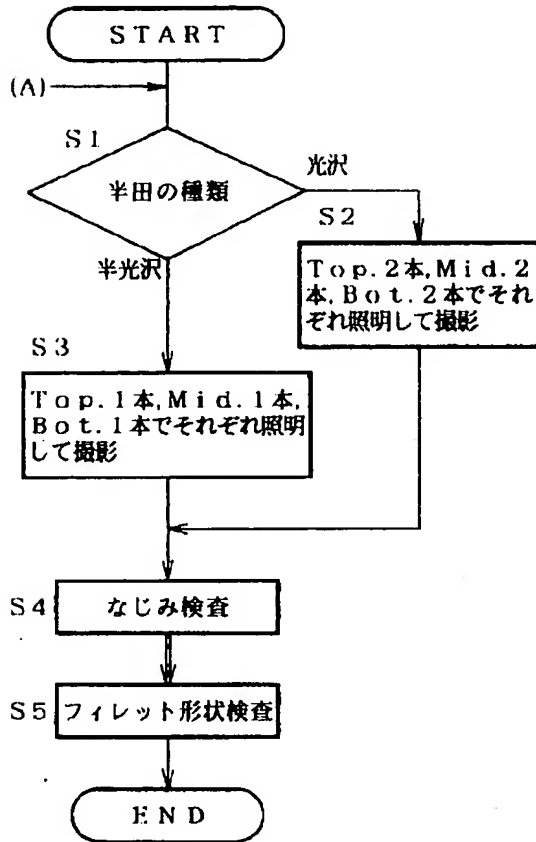 START
(A)
S1
半田の種類
光沢
S2
半光沢
Top.2本,Mid.2
本,Bot.2本でそれ
ぞれ照明して撮影
S3
Top.1本,Mid.1本,
Bot.1本でそれぞれ照明
して撮影
S4
なじみ検査
S5
フィレット形状検査
END